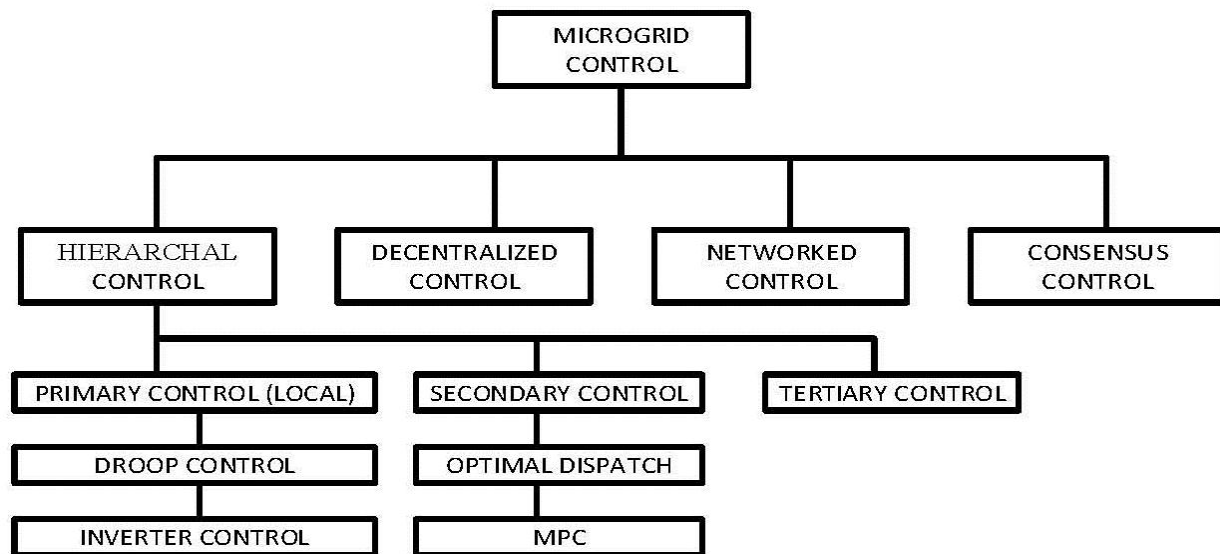 MICROGRID
CONTROL
HIERARCHAL
CONTROL
DECENTRALIZED
CONTROL
NETWORKED
CONTROL
CONSENSUS
CONTROL
PRIMARY CONTROL (LOCAL)
SECONDARY CONTROL
TERTIARY CONTROL
DROOP CONTROL
OPTIMAL DISPATCH
INVERTER CONTROL
MPC